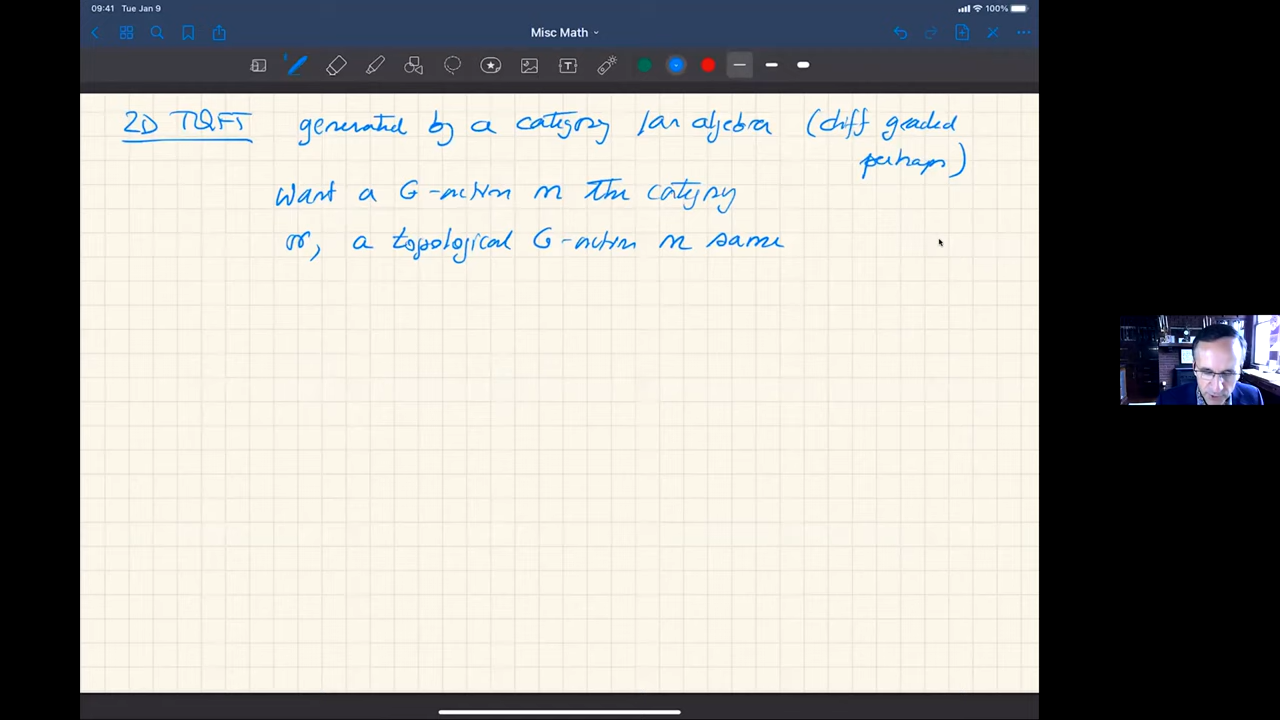 09:41 Tue Jan 9
100%
Misc Math
2D TQFT generated by a category / an algebra (diff graded
perhaps)
Want a G-action on the category
or, a topological G-action on same